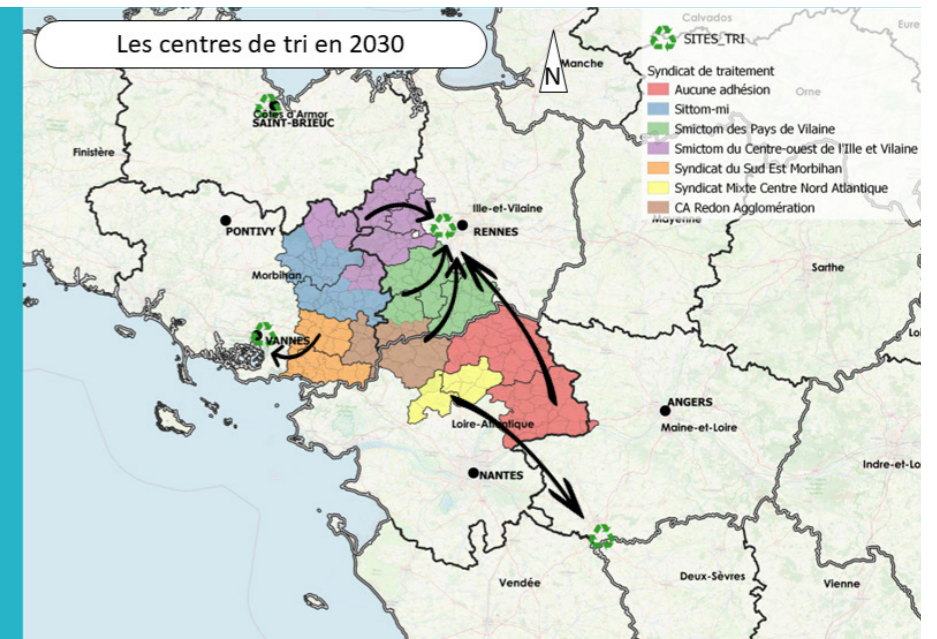 Les centres de tri en 2030
N
SITES_TRI
Syndicat de traitement
Aucune adhésion
Sittom-mi
Smictom des Pays de Vilaine
Smictom du Centre-ouest de l'Ille et Vilaine
Syndicat du Sud Est Morbihan
Syndicat Mixte Centre Nord Atlantique
CA Redon Agglomération
Calvados
Eure
Manche
Orne
Côtes d'Armor
SAINT-BRIEUC
Finistère
Ille-et-Vilaine
RENNES
Mayenne
PONTIVY
Morbihan
Sarthe
VANNES
Loi
ANGERS
Maine-et-Loire
Loire-Atlantique
Indre-et-Lo
NANTES
Vendée
Deux-Sèvres
Vienne